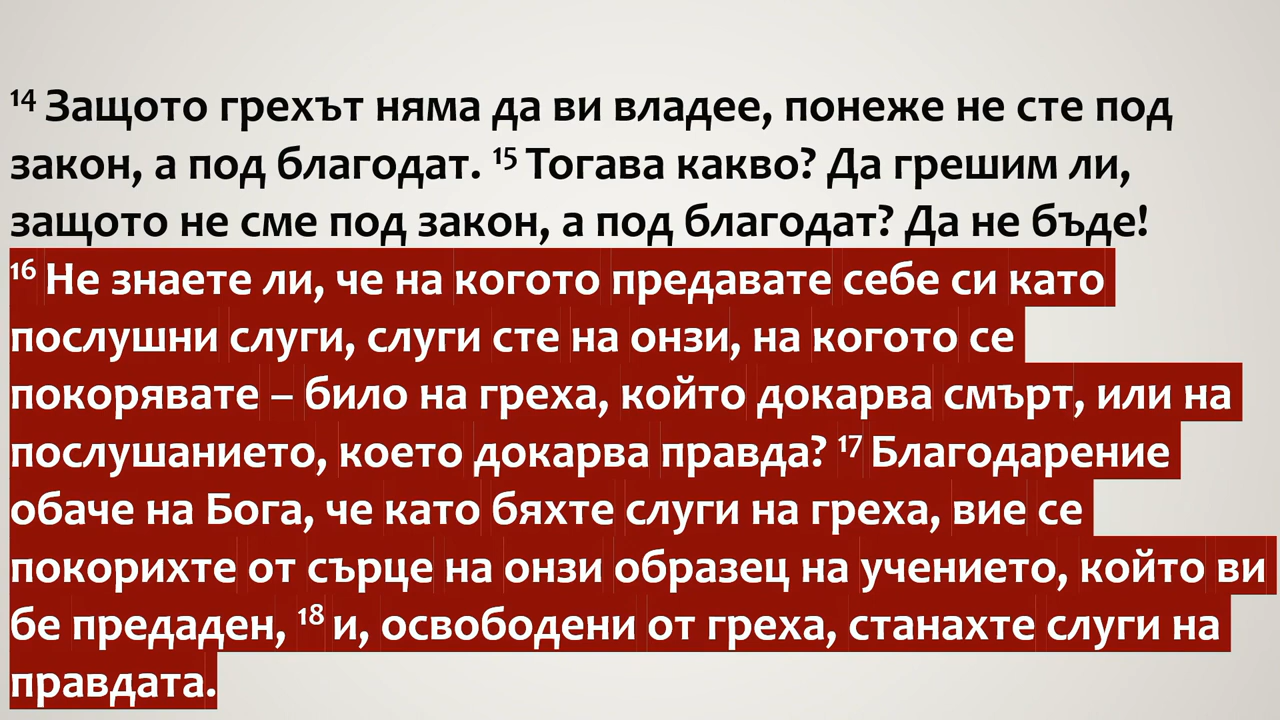 ¹⁴ Защото грехът няма да ви владее, понеже не сте под
закон, а под благодат. ¹⁵ Тогава какво? Да грешим ли,
защото не сме под закон, а под благодат? Да не бъде!
¹⁶ Не знаете ли, че на когото предавате себе си като
послушни слуги, слуги сте на онзи, на когото се
покорявате – било на греха, който докарва смърт, или на
послушанието, което докарва правда? ¹⁷ Благодарение
обаче на Бога, че като бяхте слуги на греха, вие се
покорихте от сърце на онзи образец на учението, който ви
бе предаден, ¹⁸ и, освободени от греха, станахте слуги на
правдата.